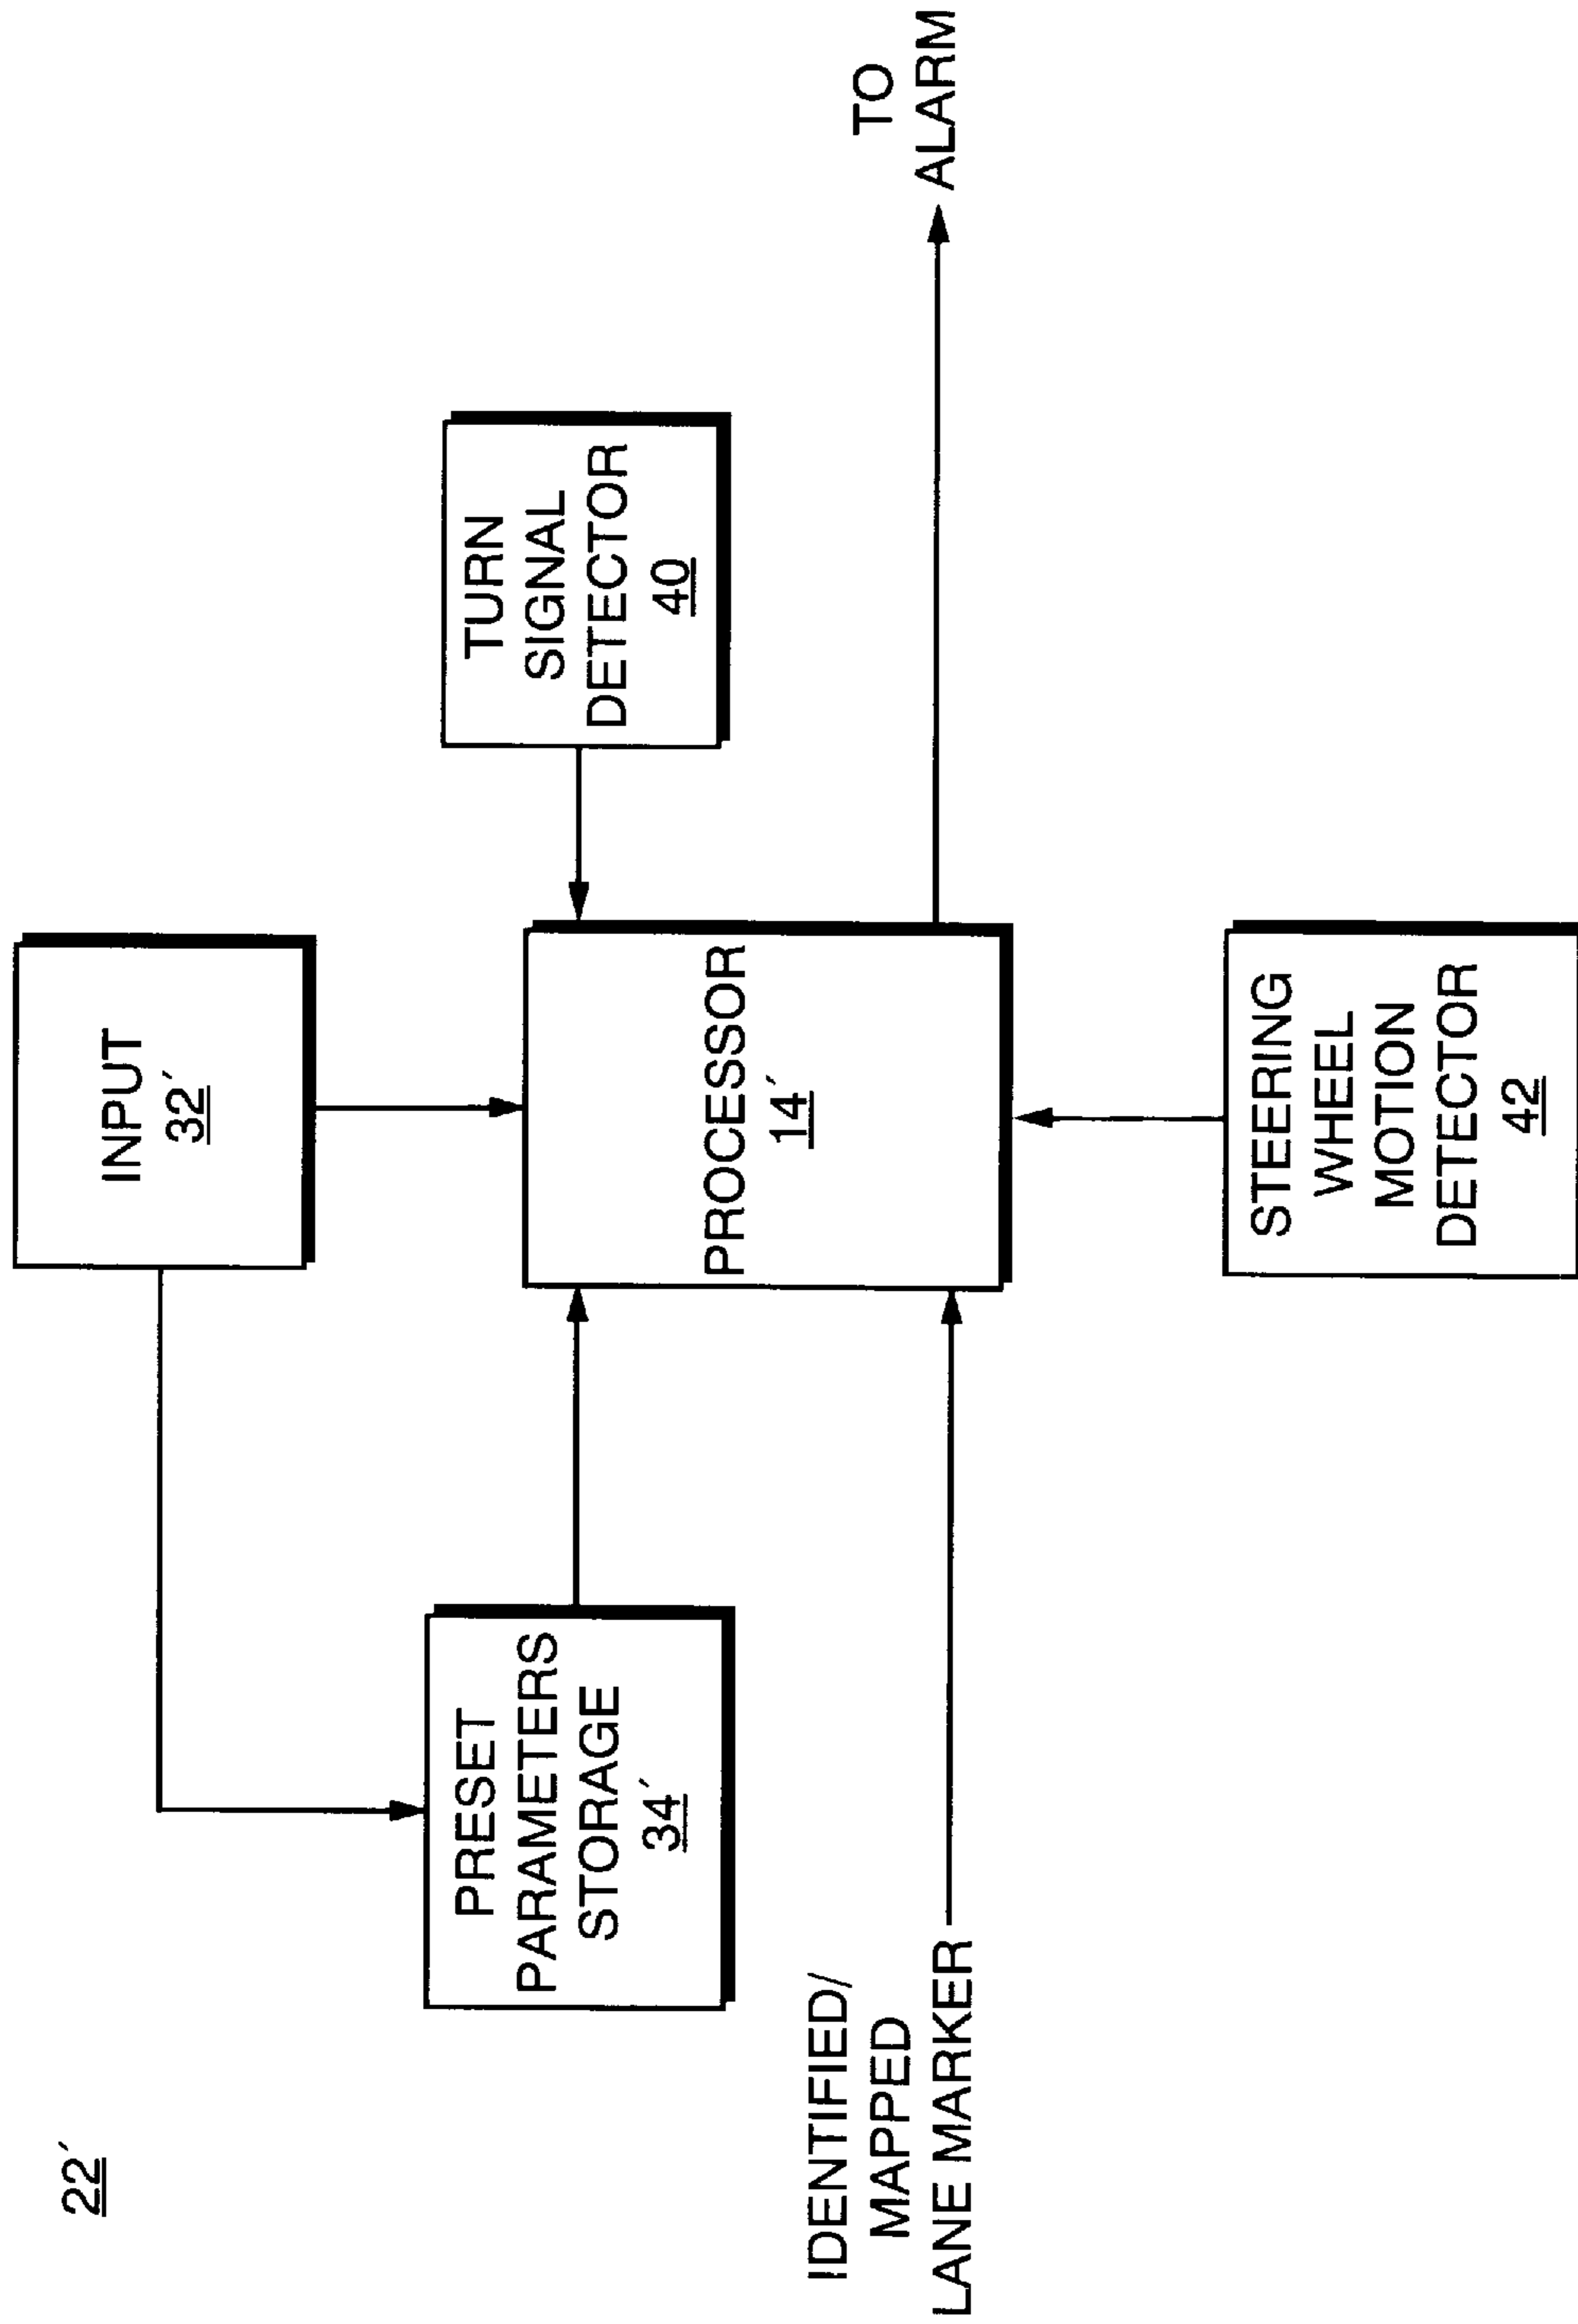 22′
INPUT
32′
PRESET
PARAMETERS
STORAGE
34′
TURN
SIGNAL
DETECTOR
40
PROCESSOR
14′
IDENTIFIED/
MAPPED
LANE MARKER
TO
ALARM
STEERING
WHEEL
MOTION
DETECTOR
42